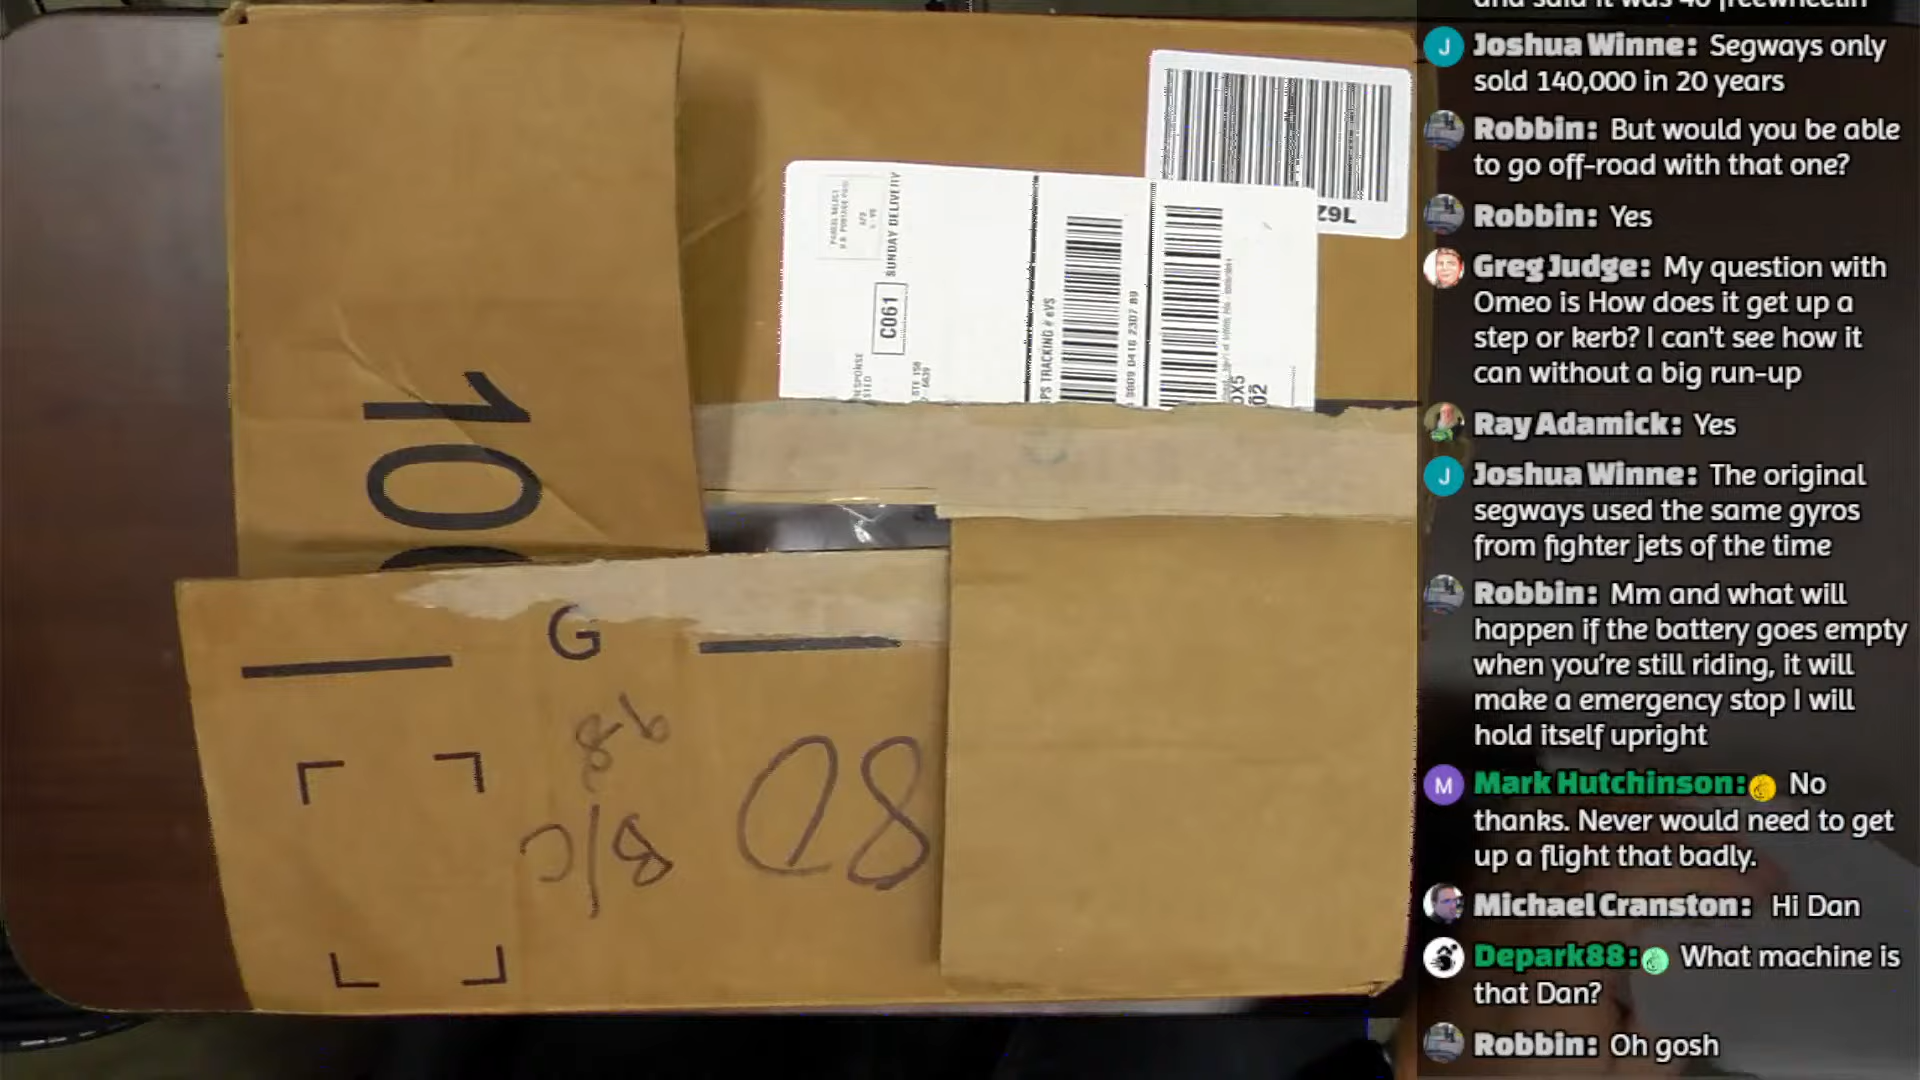 Joshua Winne: Segways only
sold 140,000 in 20 years
Robbin: But would you be able
to go off-road with that one?
Robbin: Yes
Greg Judge: My question with
Omeo is How does it get up a
step or kerb? I can't see how it
can without a big run-up
Ray Adamick: Yes
J
Joshua Winne: The original
segways used the same gyros
from fighter jets of the time
Robbin: Mm and what will
happen if the battery goes empty
when you're still riding, it will
make a emergency stop I will
hold itself upright
M
Mark Hutchinson: No
thanks. Never would need to get
up a flight that badly.
Michael Cranston: Hi Dan
Depark88: What machine is
that Dan?
Robbin: Oh gosh
SUNDAY DELIVERY
C061
PS TRACKING # eVS
10
G
B/C
80